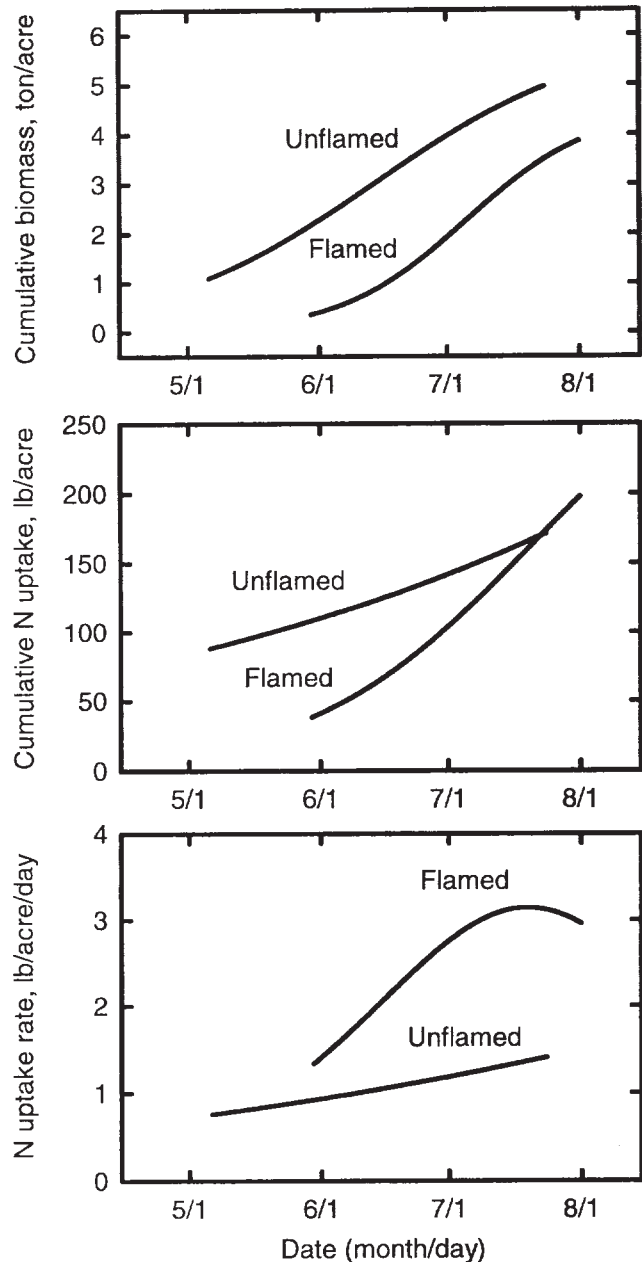 Cumulative biomass, ton/acre
6
5
4
3
2
1
0
Unflamed
Flamed
5/1 6/1 7/1 8/1
Cumulative N uptake, lb/acre
250
200
150
100
50
0
Unflamed
Flamed
5/1 6/1 7/1 8/1
N uptake rate, lb/acre/day
4
3
2
1
0
Flamed
Unflamed
5/1 6/1 7/1 8/1
Date (month/day)